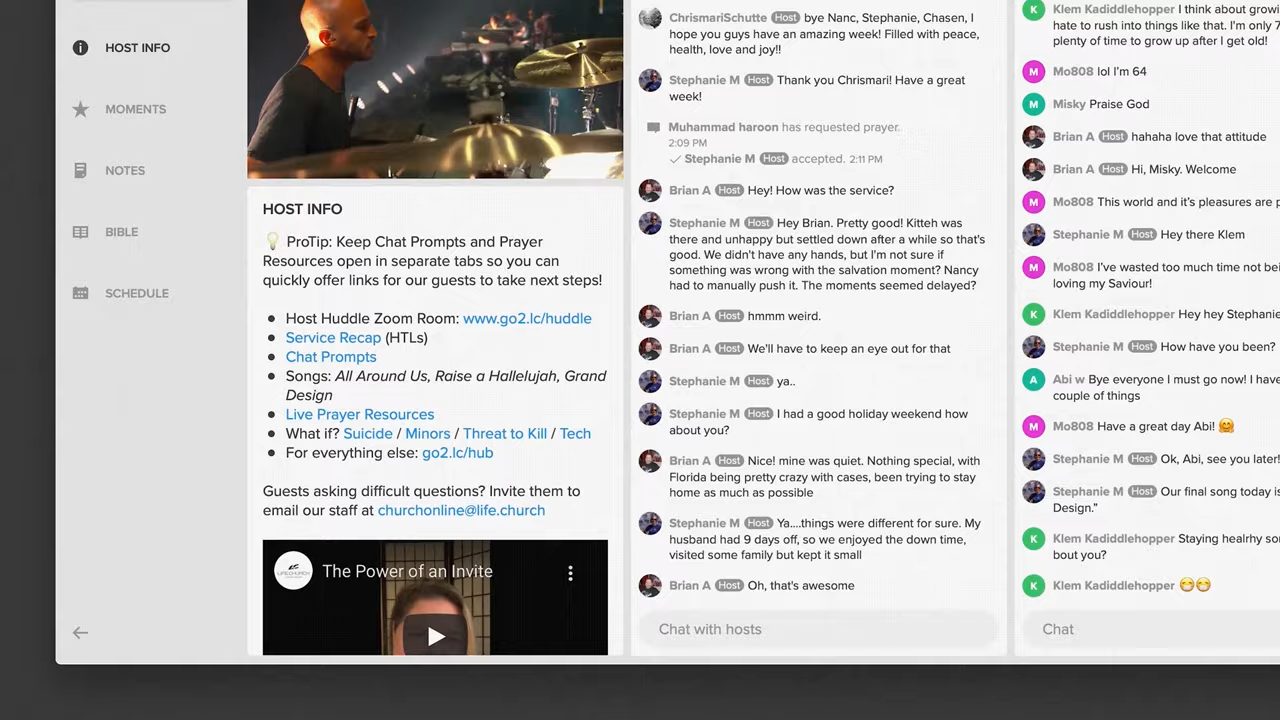 HOST INFO
MOMENTS
NOTES
BIBLE
SCHEDULE
HOST INFO
💡 ProTip: Keep Chat Prompts and Prayer
Resources open in separate tabs so you can
quickly offer links for our guests to take next steps!
● Host Huddle Zoom Room: www.go2.lc/huddle
● Service Recap (HTLs)
● Chat Prompts
● Songs: All Around Us, Raise a Hallelujah, Grand
Design
● Live Prayer Resources
● What if? Suicide / Minors / Threat to Kill / Tech
● For everything else: go2.lc/hub
Guests asking difficult questions? Invite them to
email our staff at churchonline@life.church
The Power of an Invite
ChrismariSchutte Host bye Nanc, Stephanie, Chasen, I
hope you guys have an amazing week! Filled with peace,
health, love and joy!!
Stephanie M Host Thank you Chrismari! Have a great
week!
Muhammad haroon has requested prayer.
2:09 PM
Stephanie M Host accepted. 2:11 PM
Brian A Host Hey! How was the service?
Stephanie M Host Hey Brian. Pretty good! Kitteh was
there and unhappy but settled down after a while so that's
good. We didn't have any hands, but I'm not sure if
something was wrong with the salvation moment? Nancy
had to manually push it. The moments seemed delayed?
Brian A Host hmmm weird.
Brian A Host We'll have to keep an eye out for that
Stephanie M Host ya..
Stephanie M Host I had a good holiday weekend how
about you?
Brian A Host Nice! mine was quiet. Nothing special, with
Florida being pretty crazy with cases, been trying to stay
home as much as possible
Stephanie M Host Ya....things were different for sure. My
husband had 9 days off, so we enjoyed the down time,
visited some family but kept it small
Brian A Host Oh, that's awesome
Chat with hosts
K Klem Kadiddlehopper I think about growi
hate to rush into things like that. I'm only
plenty of time to grow up after I get old!
M Mo808 lol I'm 64
Misky Praise God
Brian A Host hahaha love that attitude
Brian A Host Hi, Misky. Welcome
M Mo808 This world and it's pleasures are p
Stephanie M Host Hey there Klem
M Mo808 I've wasted too much time not bei
loving my Saviour!
K Klem Kadiddlehopper Hey hey Stephanie
Stephanie M Host How have you been?
A Abi w Bye everyone I must go now! I have
couple of things
M Mo808 Have a great day Abi! 🤗
Stephanie M Host Ok, Abi, see you later!
Stephanie M Host Our final song today is
Design."
K Klem Kadiddlehopper Staying healrhy so
bout you?
K Klem Kadiddlehopper 😁😁
Chat